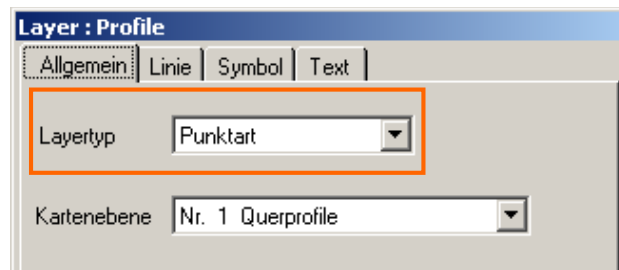 Layer : Profile
Allgemein Linie Symbol Text
Layertyp Punktart
Kartenebene Nr. 1 Querprofile